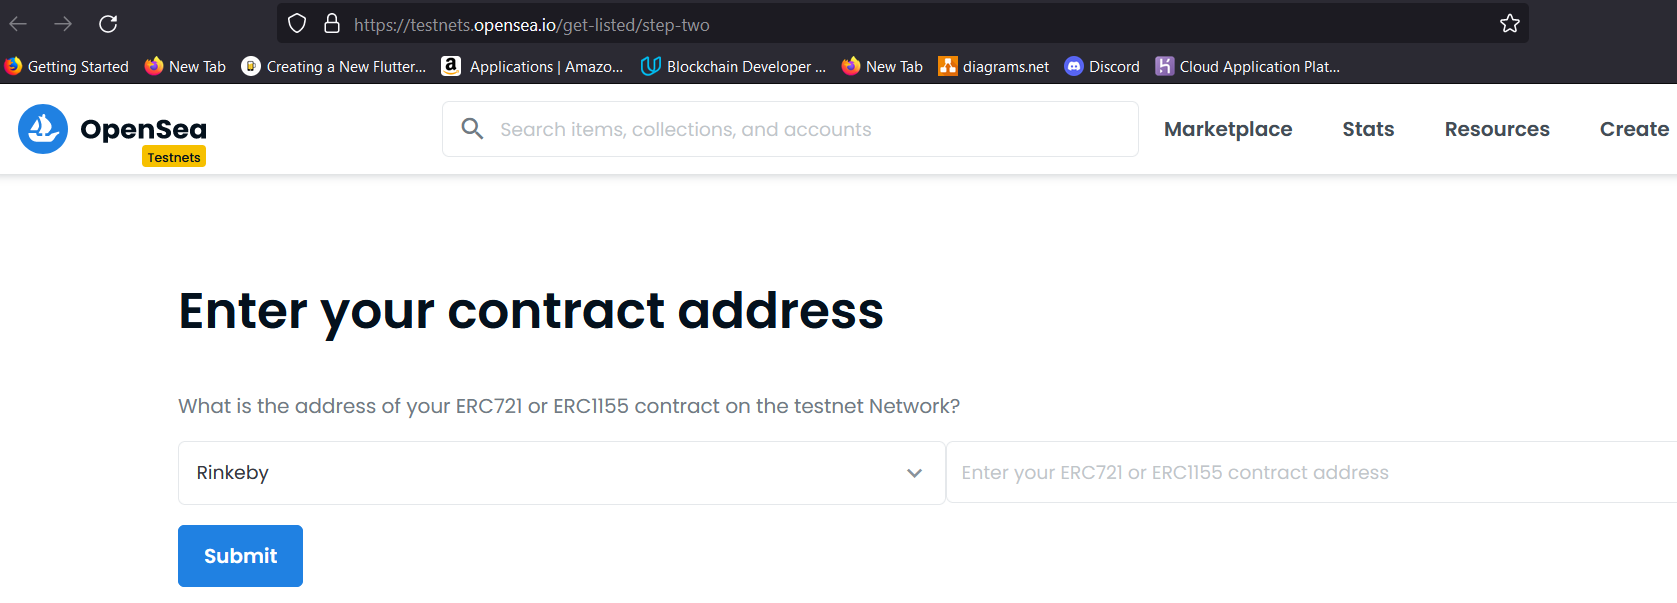 https://testnets.opensea.io/get-listed/step-two
Getting Started New Tab Creating a New Flutter... Applications | Amazo... Blockchain Developer ... New Tab diagrams.net Discord Cloud Application Plat...
OpenSea Search items, collections, and accounts Marketplace Stats Resources Create
Testnets
Enter your contract address
What is the address of your ERC721 or ERC1155 contract on the testnet Network?
Rinkeby Enter your ERC721 or ERC1155 contract address
Submit